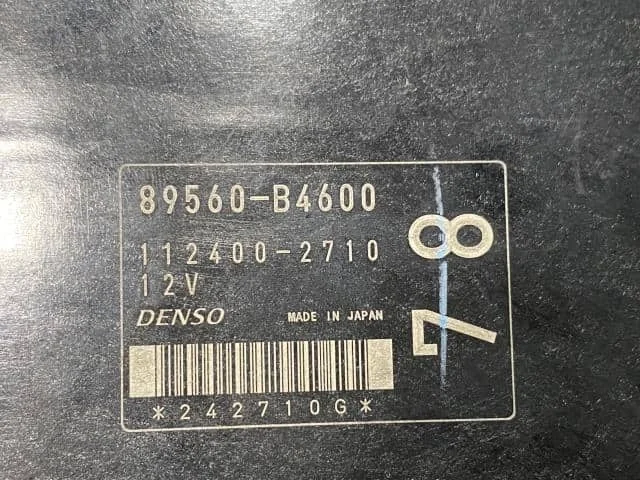 89560-B4600
112400-2710
12V
DENSO MADE IN JAPAN
*242710G*
78